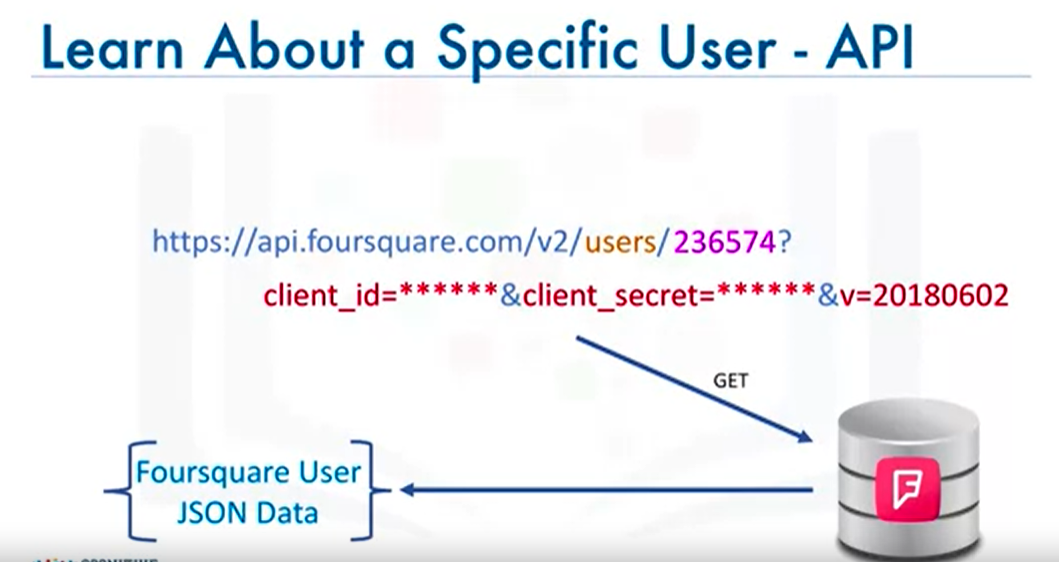 Learn About a Specific User - API
https://api.foursquare.com/v2/users/236574?
client_id=******&client_secret=******&v=20180602
GET
Foursquare User
JSON Data